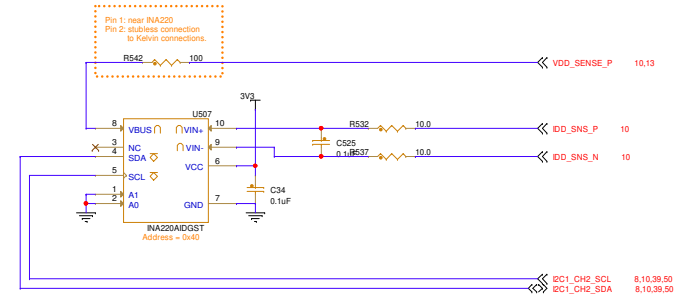 Pin 1: near INA220
Pin 2: stubless connection
to Kelvin connections.
R542 100
VDD_SENSE_P 10,13
3V3
U507
8 VBUS VIN+ 10
R532 10.0
IDD_SNS_P 10
3 NC VIN- 9
C525
0.1uF
R537 10.0
IDD_SNS_N 10
4 SDA
VCC 6
5 SCL
1 A1
2 A0
GND 7
C34
0.1uF
INA220AIDGST
Address = 0x40
I2C1_CH2_SCL 8,10,39,50
I2C1_CH2_SDA 8,10,39,50